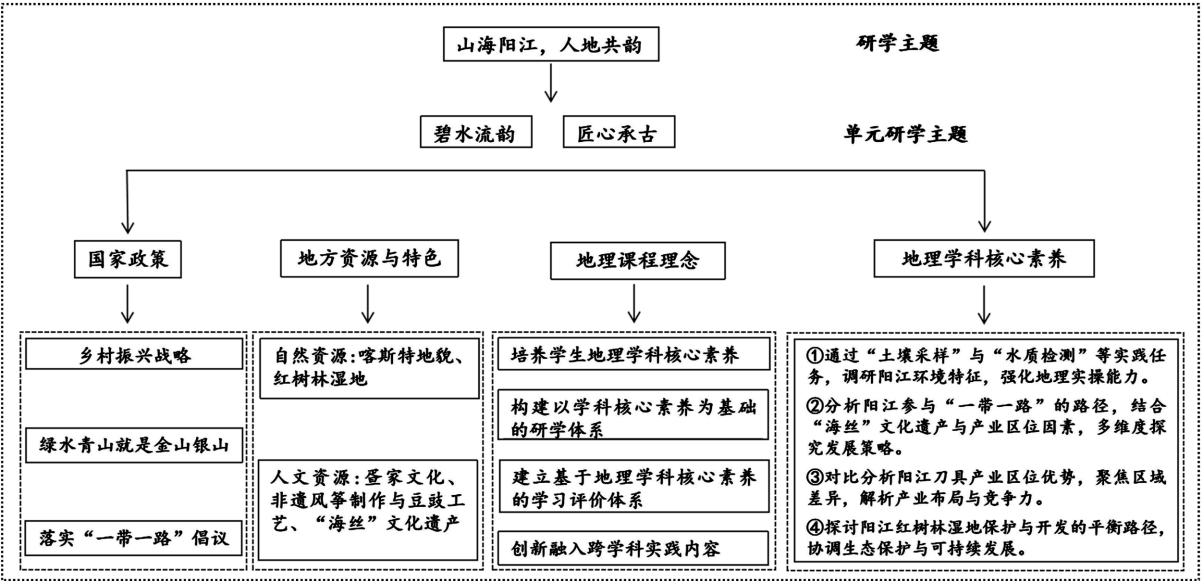 山海阳江，人地共韵
研学主题
碧水流韵
匠心承古
单元研学主题
国家政策
地方资源与特色
地理课程理念
地理学科核心素养
乡村振兴战略
绿水青山就是金山银山
落实“一带一路”倡议
自然资源:喀斯特地貌、
红树林湿地
人文资源:疍家文化、
非遗风筝制作与豆豉工
艺、“海丝”文化遗产
培养学生地理学科核心素养
构建以学科核心素养为基础
的研学体系
建立基于地理学科核心素养
的学习评价体系
创新融入跨学科实践内容
①通过“土壤采样”与“水质检测”等实践任
务，调研阳江环境特征，强化地理实操能力。
②分析阳江参与“一带一路”的路径，结合
“海丝”文化遗产与产业区位因素，多维度探
究发展策略。
③对比分析阳江刀具产业区位优势，聚焦区域
差异，解析产业布局与竞争力。
④探讨阳江红树林湿地保护与开发的平衡路径，
协调生态保护与可持续发展。